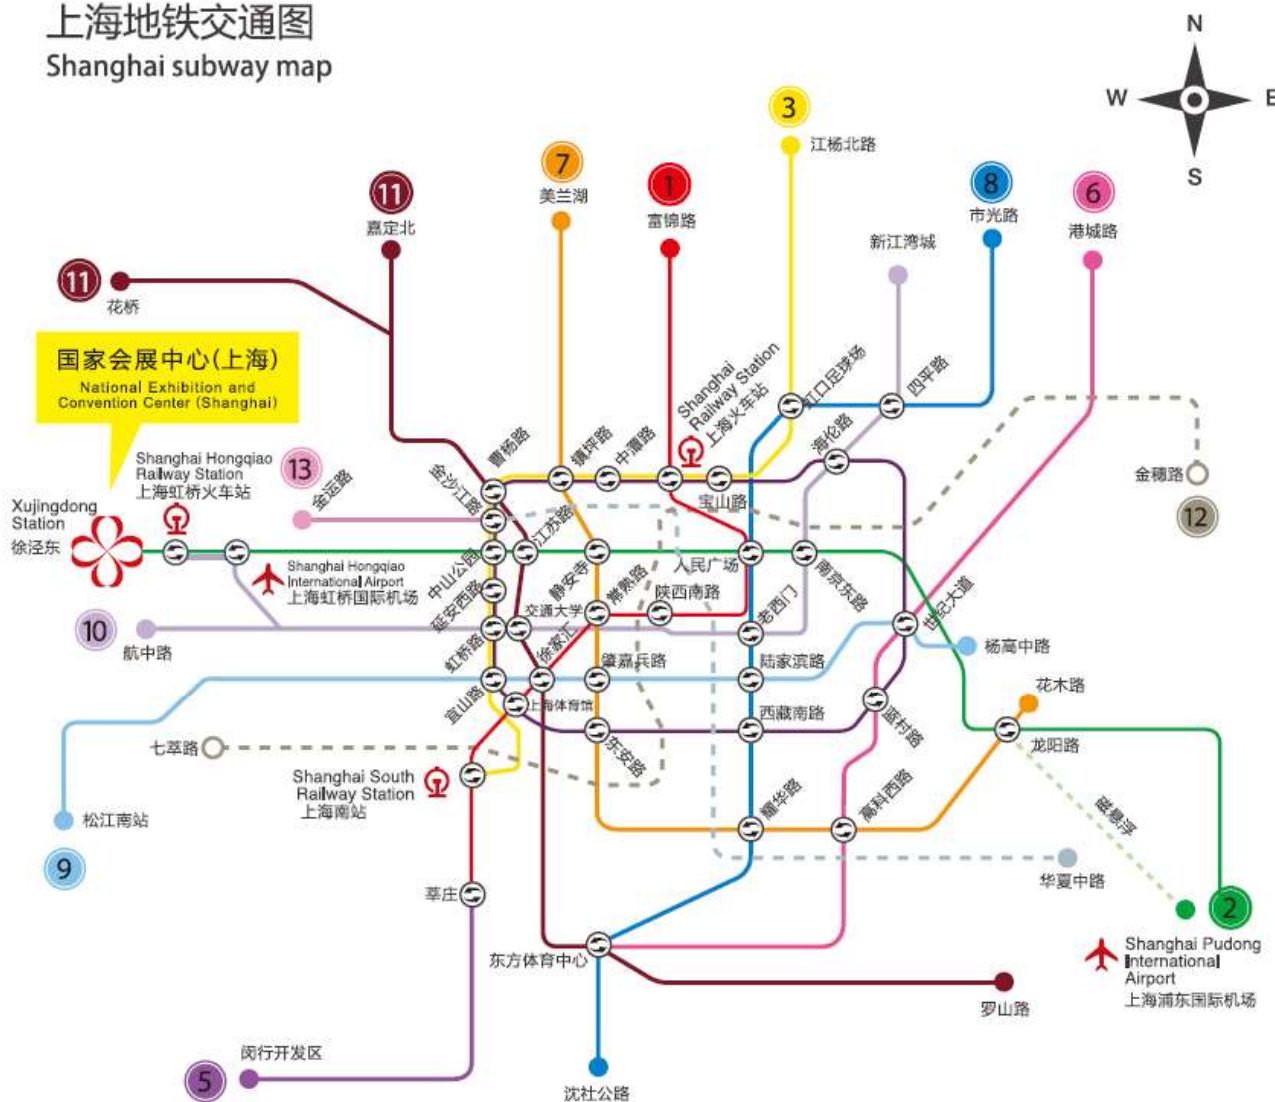 上海地铁交通图
Shanghai subway map
N
W
E
S
3
江杨北路
7
美兰湖
1
富锦路
11
嘉定北
8
市光路
6
港城路
新江湾城
11
花桥
国家会展中心(上海)
National Exhibition and
Convention Center (Shanghai)
Shanghai
Railway Station
上海火车站
虹口足球场
四平路
海伦路
曹杨路
镇坪路
中潭路
宝山路
金沙江路
Shanghai Hongqiao
Railway Station
上海虹桥火车站
13
金运路
金穗路
12
Xujingdong
Station
徐泾东
江苏路
人民广场
南京东路
Shanghai Hongqiao
International Airport
上海虹桥国际机场
中山公园
静安寺
延安西路
交通大学
常熟路
陕西南路
老西门
世纪大道
10
航中路
虹桥路
徐家汇
肇嘉兵路
陆家浜路
杨高中路
宜山路
上海体育馆
西藏南路
蓝村路
花木路
龙阳路
七莘路
东安路
Shanghai South
Railway Station
上海南站
耀华路
高科西路
磁悬浮
松江南站
9
华夏中路
莘庄
2
Shanghai Pudong
International
Airport
上海浦东国际机场
东方体育中心
罗山路
闵行开发区
5
沈社公路